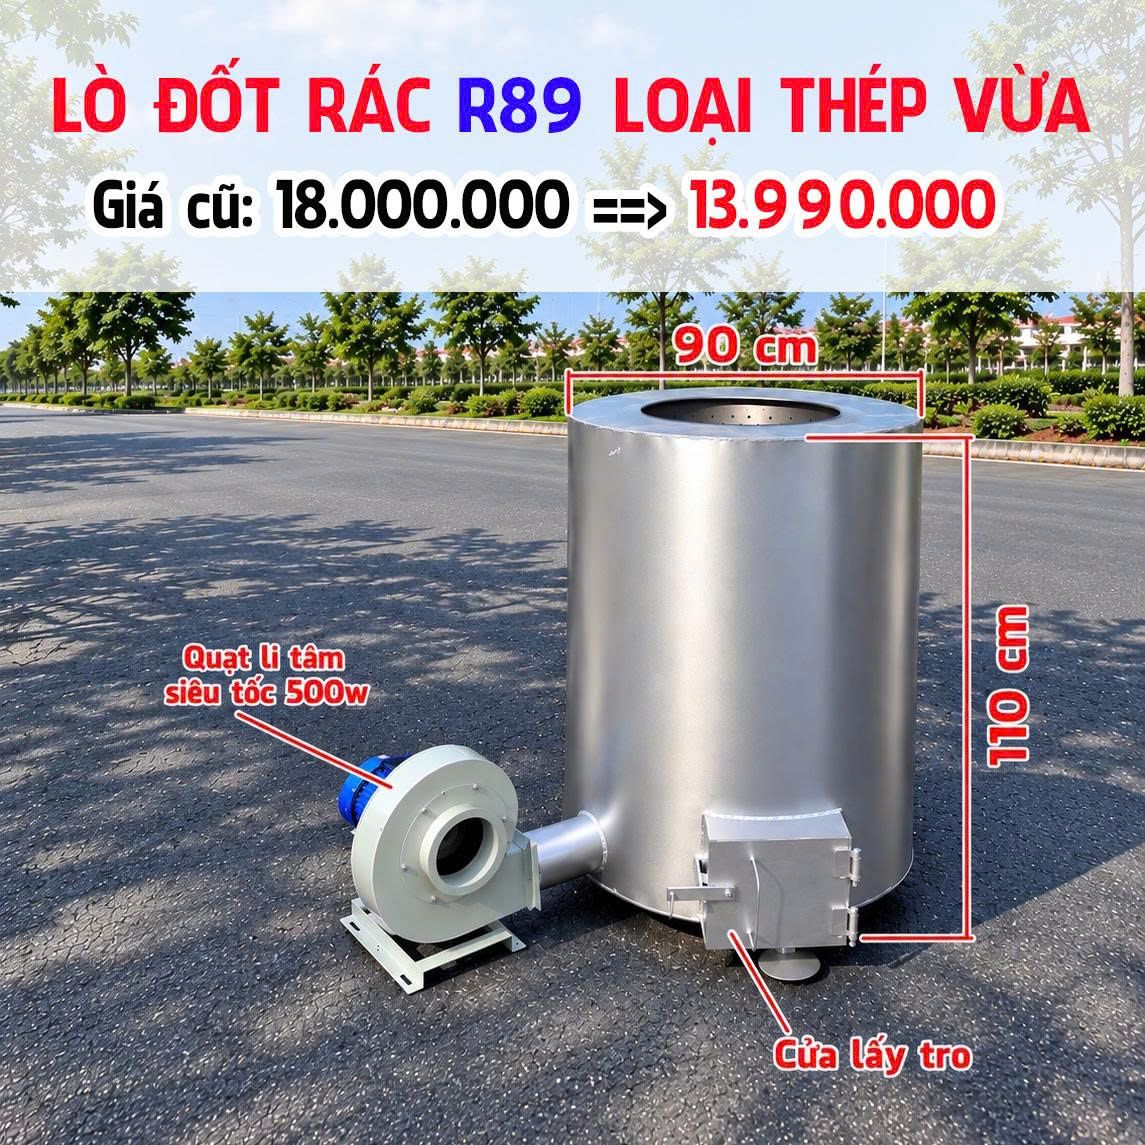 LÒ ĐỐT RÁC R89 LOẠI THÉP VỪA
Giá cũ: 18.000.000 ==> 13.990.000
90 cm
110 cm
Quạt li tâm
siêu tốc 500w
Cửa lấy tro